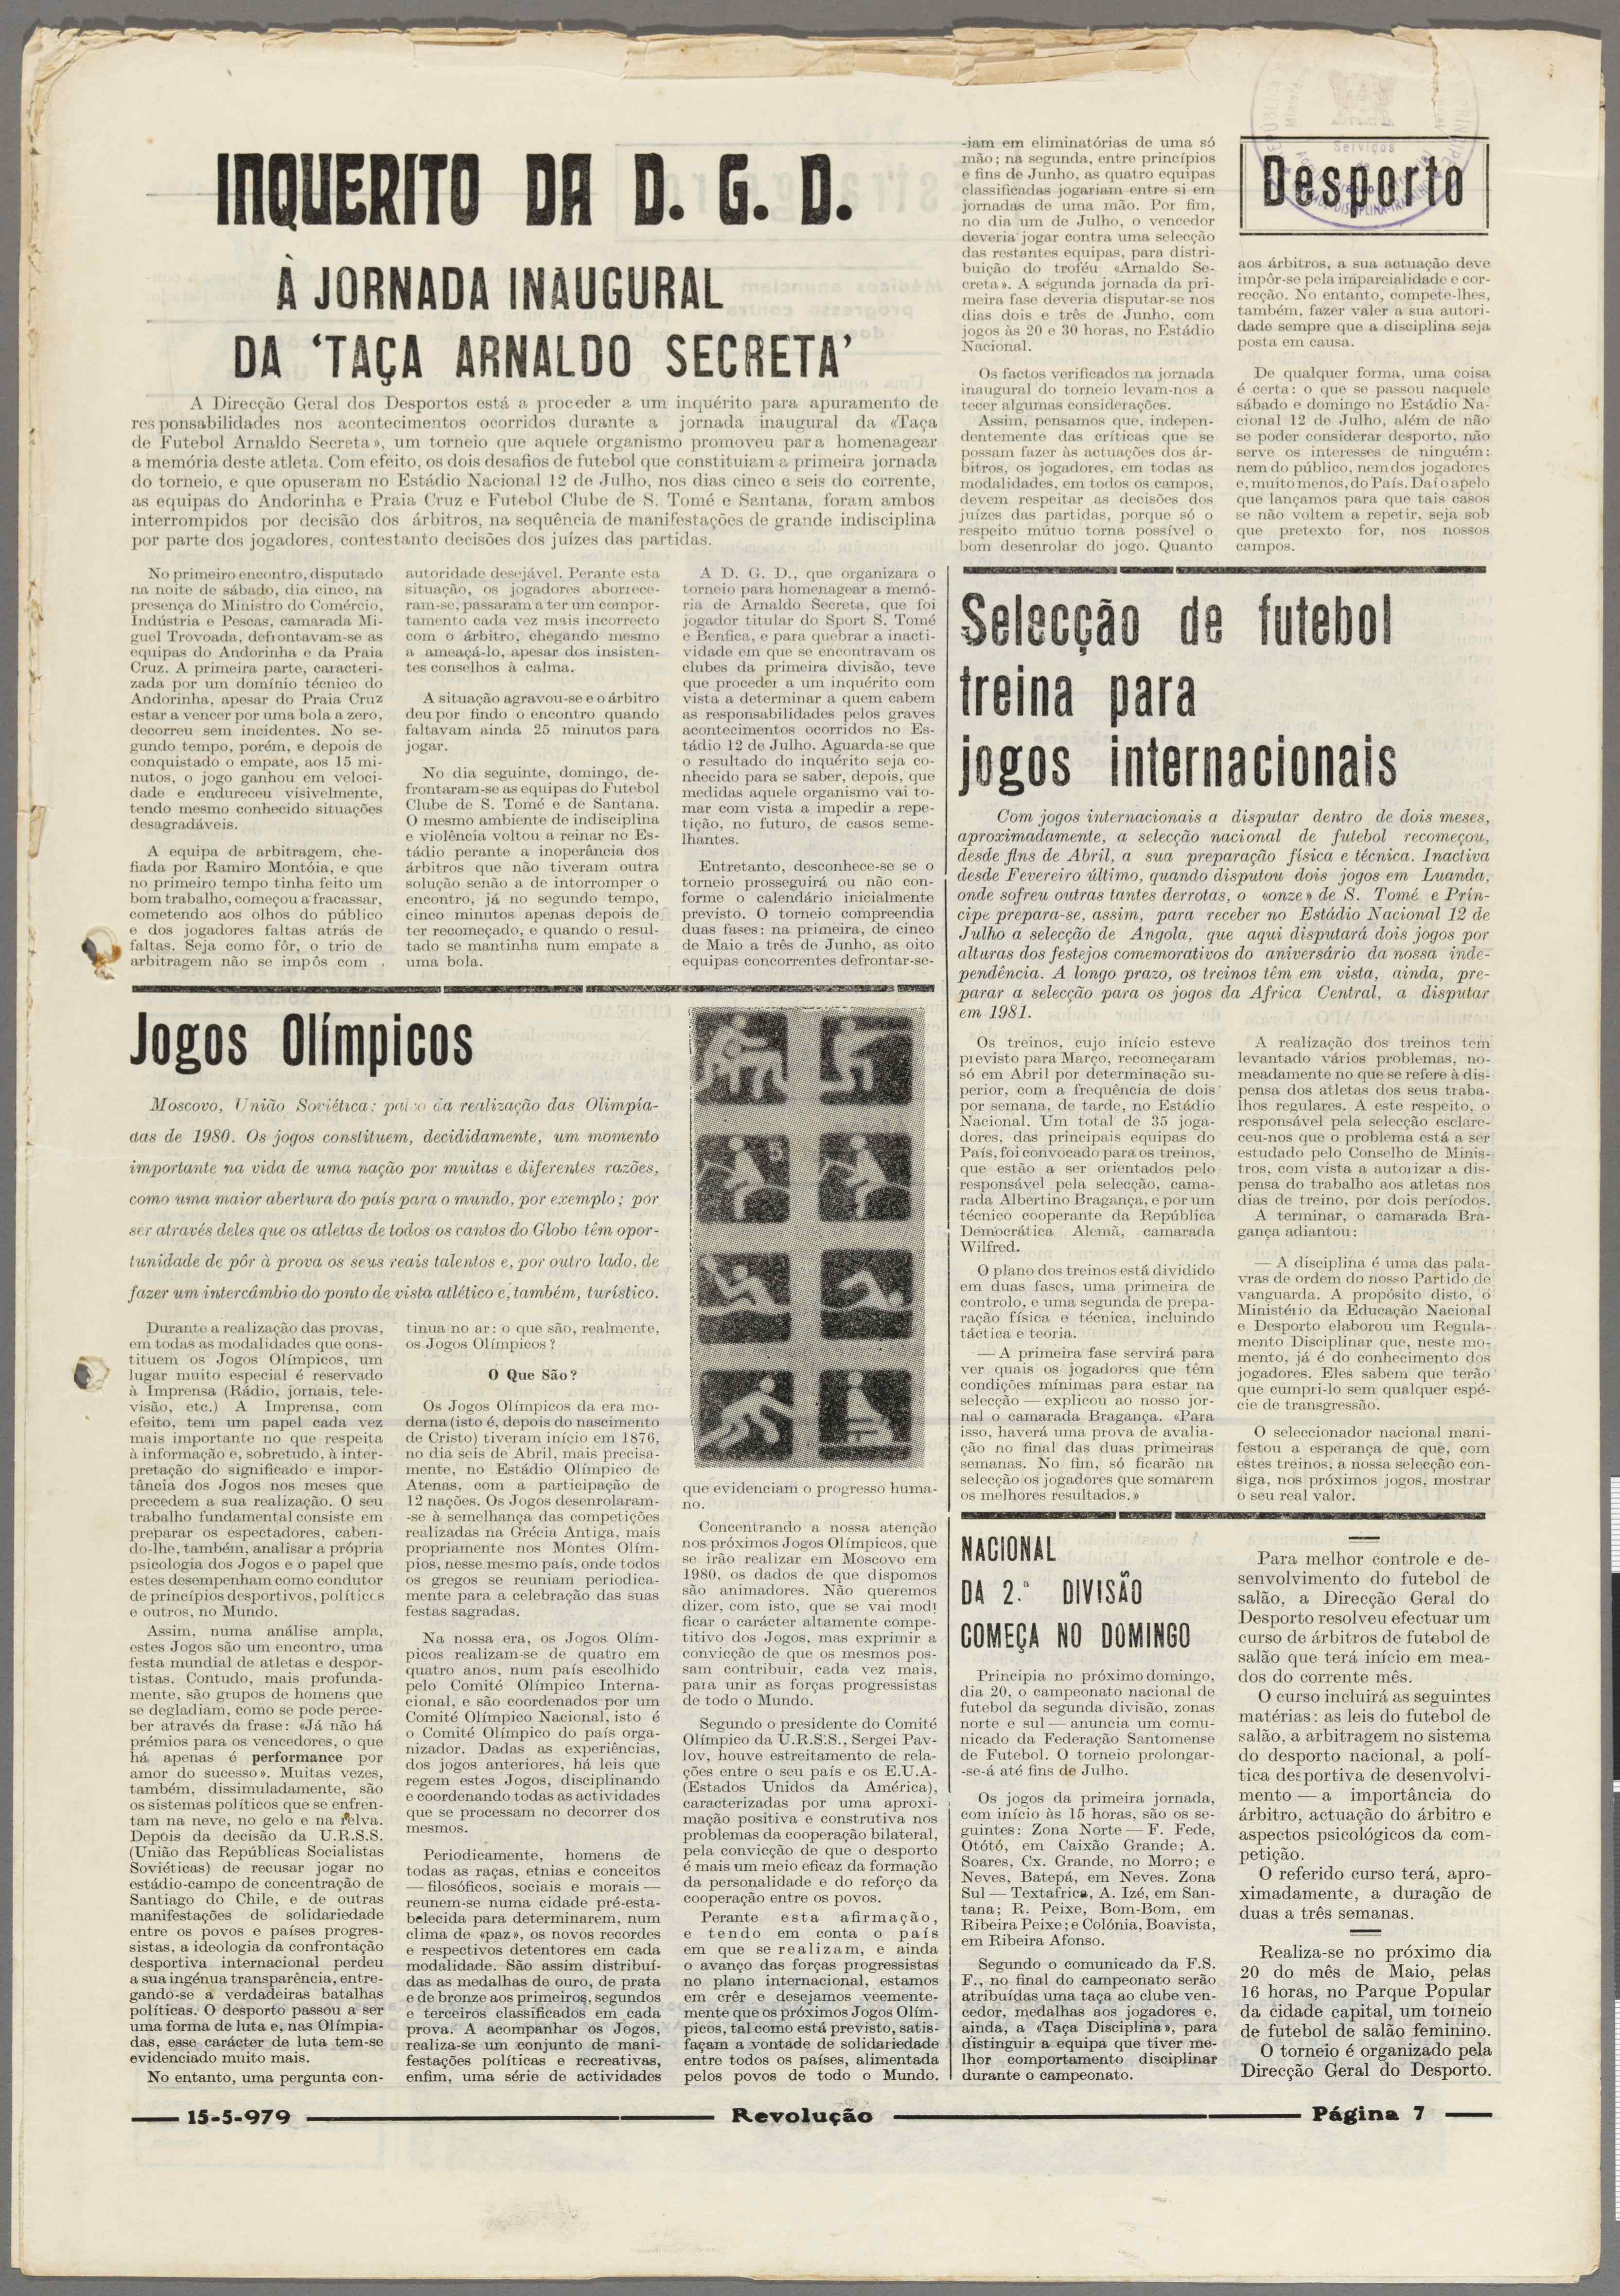 Desporto
INQUERITO DA D. G. D.
À JORNADA INAUGURAL
DA ‘TAÇA ARNALDO SECRETA’
A Direcção Geral dos Desportos está a proceder a um inquérito para apuramento de
responsabilidades nos acontecimentos ocorridos durante a jornada inaugural da «Taça
de Futebol Arnaldo Secreta», um torneio que aquele organismo promoveu para homenagear
a memória deste atleta. Com efeito, os dois desafios de futebol que constituiam a primeira jornada
do torneio, e que opuseram no Estádio Nacional 12 de Julho, nos dias cinco e seis do corrente,
as equipas do Andorinha e Praia Cruz e Futebol Clube de S. Tomé e Santana, foram ambos
interrompidos por decisão dos árbitros, na sequência de manifestações de grande indisciplina
por parte dos jogadores, contestanto decisões dos juízes das partidas.
No primeiro encontro, disputado
na noite de sábado, dia cinco, na
presença do Ministro do Comércio,
Indústria e Pescas, camarada Mi-
guel Trovoada, defrontavam-se as
equipas do Andorinha e da Praia
Cruz. A primeira parte, caracteri-
zada por um domínio técnico do
Andorinha, apesar do Praia Cruz
estar a vencer por uma bola a zero,
decorreu sem incidentes. No se-
gundo tempo, porém, e depois de
conquistado o empate, aos 15 mi-
nutos, o jogo ganhou em veloci-
dade e endureceu visivelmente,
tendo mesmo conhecido situações
desagradáveis.
A equipa de arbitragem, che-
fiada por Ramiro Montóia, e que
no primeiro tempo tinha feito um
bom trabalho, começou a fracassar,
cometendo aos olhos do público
e dos jogadores faltas atrás de
faltas. Seja como fôr, o trio de
arbitragem não se impôs com
autoridade desejável. Perante esta
situação, os jogadores aborrece-
ram-se, passaram a ter um compor-
tamento cada vez mais incorrecto
com o árbitro, chegando mesmo
a ameaçá-lo, apesar dos insisten-
tes conselhos à calma.
A situação agravou-se e o árbitro
deu por findo o encontro quando
faltavam ainda 25 minutos para
jogar.
No dia seguinte, domingo, de-
frontaram-se as equipas do Futebol
Clube de S. Tomé e de Santana.
O mesmo ambiente de indisciplina
e violência voltou a reinar no Es-
tádio perante a inoperância dos
árbitros que não tiveram outra
solução senão a de intorromper o
encontro, já no segundo tempo,
cinco minutos apenas depois de
ter recomeçado, e quando o resul-
tado se mantinha num empate a
uma bola.
A D. G. D., que organizara o
torneio para homenagear a memó-
ria de Arnaldo Secreta, que foi
jogador titular do Sport S. Tomé
e Benfica, e para quebrar a inacti-
vidade em que se encontravam os
clubes da primeira divisão, teve
que proceder a um inquérito com
vista a determinar a quem cabem
as responsabilidades pelos graves
acontecimentos ocorridos no Es-
tádio 12 de Julho. Aguarda-se que
o resultado do inquérito seja co-
nhecido para se saber, depois, que
medidas aquele organismo vai to-
mar com vista a impedir a repe-
tição, no futuro, de casos seme-
lhantes.
Entretanto, desconhece-se se o
torneio prosseguirá ou não con-
forme o calendário inicialmente
previsto. O torneio compreendia
duas fases: na primeira, de cinco
de Maio a três de Junho, as oito
equipas concorrentes defrontar-se-
-iam em eliminatórias de uma só
mão; na segunda, entre princípios
e fins de Junho, as quatro equipas
classificadas jogariam entre si em
jornadas de uma mão. Por fim,
no dia um de Julho, o vencedor
deveria jogar contra uma selecção
das restantes equipas, para distri-
buição do troféu «Arnaldo Se-
creta». A segunda jornada da pri-
meira fase deveria disputar-se nos
dias dois e três de Junho, com
jogos às 20 e 30 horas, no Estádio
Nacional.
Os factos verificados na jornada
inaugural do torneio levam-nos a
tecer algumas considerações.
Assim, pensamos que, indepen-
dentemente das críticas que se
possam fazer às actuações dos ár-
bitros, os jogadores, em todas as
modalidades, em todos os campos,
devem respeitar as decisões dos
juízes das partidas, porque só o
respeito mútuo torna possível o
bom desenrolar do jogo. Quanto
aos árbitros, a sua actuação deve
impôr-se pela imparcialidade e cor-
recção. No entanto, compete-lhes,
também, fazer valer a sua autori-
dade sempre que a disciplina seja
posta em causa.
De qualquer forma, uma coisa
é certa: o que se passou naquele
sábado e domingo no Estádio Na-
cional 12 de Julho, além de não
se poder considerar desporto, não
serve os interesses de ninguém:
nem do público, nem dos jogadores
e, muito menos, do País. Daí o apelo
que lançamos para que tais casos
se não voltem a repetir, seja sob
que pretexto for, nos nossos
campos.
Selecção de futebol
treina para
jogos internacionais
Com jogos internacionais a disputar dentro de dois meses,
aproximadamente, a selecção nacional de futebol recomeçou,
desde fins de Abril, a sua preparação física e técnica. Inactiva
desde Fevereiro último, quando disputou dois jogos em Luanda,
onde sofreu outras tantes derrotas, o «onze» de S. Tomé e Prín-
cipe prepara-se, assim, para receber no Estádio Nacional 12 de
Julho a selecção de Angola, que aqui disputará dois jogos por
alturas dos festejos comemorativos do aniversário da nossa inde-
pendência. A longo prazo, os treinos têm em vista, ainda, pre-
parar a selecção para os jogos da Africa Central, a disputar
em 1981.
Os treinos, cujo início esteve
previsto para Março, recomeçaram
só em Abril por determinação su-
perior, com a frequência de dois
por semana, de tarde, no Estádio
Nacional. Um total de 35 joga-
dores, das principais equipas do
País, foi convocado para os treinos,
que estão a ser orientados pelo
responsável pela selecção, cama-
rada Albertino Bragança, e por um
técnico cooperante da República
Democrática Alemã, camarada
Wilfred.
O plano dos treinos está dividido
em duas fases, uma primeira de
controlo, e uma segunda de prepa-
ração física e técnica, incluindo
táctica e teoria.
— A primeira fase servirá para
ver quais os jogadores que têm
condições mínimas para estar na
selecção — explicou ao nosso jor-
nal o camarada Bragança. «Para
isso, haverá uma prova de avalia-
ção no final das duas primeiras
semanas. No fim, só ficarão na
selecção os jogadores que somarem
os melhores resultados.»
A realização dos treinos tem
levantado vários problemas, no-
meadamente no que se refere à dis-
pensa dos atletas dos seus traba-
lhos regulares. A este respeito, o
responsável pela selecção esclare-
ceu-nos que o problema está a ser
estudado pelo Conselho de Minis-
tros, com vista a autorizar a dis-
pensa do trabalho aos atletas nos
dias de treino, por dois períodos.
A terminar, o camarada Bra-
gança adiantou:
— A disciplina é uma das pala-
vras de ordem do nosso Partido de
vanguarda. A propósito disto, o
Ministério da Educação Nacional
e Desporto elaborou um Regula-
mento Disciplinar que, neste mo-
mento, já é do conhecimento dos
jogadores. Eles sabem que terão
que cumpri-lo sem qualquer espé-
cie de transgressão.
O seleccionador nacional mani-
festou a esperança de que, com
estes treinos, a nossa selecção con-
siga, nos próximos jogos, mostrar
o seu real valor.
Jogos Olímpicos
Moscovo, União Soviética: palco da realização das Olimpía-
das de 1980. Os jogos constituem, decididamente, um momento
importante na vida de uma nação por muitas e diferentes razões,
como uma maior abertura do país para o mundo, por exemplo; por
ser através deles que os atletas de todos os cantos do Globo têm opor-
tunidade de pôr à prova os seus reais talentos e, por outro lado, de
fazer um intercâmbio do ponto de vista atlético e, também, turístico.
Durante a realização das provas,
em todas as modalidades que cons-
tituem os Jogos Olímpicos, um
lugar muito especial é reservado
à Imprensa (Rádio, jornais, tele-
visão, etc.) A Imprensa, com
efeito, tem um papel cada vez
mais importante no que respeita
à informação e, sobretudo, à inter-
pretação do significado e impor-
tância dos Jogos nos meses que
precedem a sua realização. O seu
trabalho fundamental consiste em
preparar os espectadores, caben-
do-lhe, também, analisar a própria
psicologia dos Jogos e o papel que
estes desempenham como condutor
de princípios desportivos, políticos
e outros, no Mundo.
Assim, numa análise ampla,
estes Jogos são um encontro, uma
festa mundial de atletas e despor-
tistas. Contudo, mais profunda-
mente, são grupos de homens que
se degladiam, como se pode perce-
ber através da frase: «Já não há
prémios para os vencedores, o que
há apenas é performance por
amor do sucesso». Muitas vezes,
também, dissimuladamente, são
os sistemas políticos que se enfren-
tam na neve, no gelo e na relva.
Depois da decisão da U.R.S.S.
(União das Repúblicas Socialistas
Soviéticas) de recusar jogar no
estádio-campo de concentração de
Santiago do Chile, e de outras
manifestações de solidariedade
entre os povos e países progres-
sistas, a ideologia da confrontação
desportiva internacional perdeu
a sua ingénua transparência, entre-
gando-se a verdadeiras batalhas
políticas. O desporto passou a ser
uma forma de luta e, nas Olímpia-
das, esse carácter de luta tem-se
evidenciado muito mais.
No entanto, uma pergunta con-
tinua no ar: o que são, realmente,
os Jogos Olímpicos?
O Que São?
Os Jogos Olímpicos da era mo-
derna (isto é, depois do nascimento
de Cristo) tiveram início em 1876,
no dia seis de Abril, mais precisa-
mente, no Estádio Olímpico de
Atenas, com a participação de
12 nações. Os Jogos desenrolaram-
-se à semelhança das competições
realizadas na Grécia Antiga, mais
propriamente nos Montes Olím-
pios, nesse mesmo país, onde todos
os gregos se reuniam periodica-
mente para a celebração das suas
festas sagradas.
Na nossa era, os Jogos Olím-
picos realizam-se de quatro em
quatro anos, num país escolhido
pelo Comité Olímpico Interna-
cional, e são coordenados por um
Comité Olímpico Nacional, isto é
o Comité Olímpico do país orga-
nizador. Dadas as experiências,
dos jogos anteriores, há leis que
regem estes Jogos, disciplinando
e coordenando todas as actividades
que se processam no decorrer dos
mesmos.
Periodicamente, homens de
todas as raças, etnias e conceitos
— filosóficos, sociais e morais —
reunem-se numa cidade pré-esta-
belecida para determinarem, num
clima de «paz», os novos recordes
e respectivos detentores em cada
modalidade. São assim distribuí-
das as medalhas de ouro, de prata
e de bronze aos primeiros, segundos
e terceiros classificados em cada
prova. A acompanhar os Jogos,
realiza-se um conjunto de mani-
festações políticas e recreativas,
enfim, uma série de actividades
que evidenciam o progresso huma-
no.
Concentrando a nossa atenção
nos próximos Jogos Olímpicos, que
se irão realizar em Moscovo em
1980, os dados de que dispomos
são animadores. Não queremos
dizer, com isto, que se vai modi
ficar o carácter altamente compe-
titivo dos Jogos, mas exprimir a
convicção de que os mesmos pos-
sam contribuir, cada vez mais,
para unir as forças progressistas
de todo o Mundo.
Segundo o presidente do Comité
Olímpico da U.R.S.S., Sergei Pav-
lov, houve estreitamento de rela-
ções entre o seu país e os E.U.A-
(Estados Unidos da América),
caracterizadas por uma aproxi-
mação positiva e construtiva nos
problemas da cooperação bilateral,
pela convicção de que o desporto
é mais um meio eficaz da formação
da personalidade e do reforço da
cooperação entre os povos.
Perante esta afirmação,
e tendo em conta o país
em que se realizam, e ainda
o avanço das forças progressistas
no plano internacional, estamos
em crêr e desejamos veemente-
mente que os próximos Jogos Olím-
picos, tal como está previsto, satis-
façam a vontade de solidariedade
entre todos os países, alimentada
pelos povos de todo o Mundo.
NACIONAL
DA 2.ª DIVISÃO
COMEÇA NO DOMINGO
Principia no próximo domingo,
dia 20, o campeonato nacional de
futebol da segunda divisão, zonas
norte e sul — anuncia um comu-
nicado da Federação Santomense
de Futebol. O torneio prolongar-
-se-á até fins de Julho.
Os jogos da primeira jornada,
com início às 15 horas, são os se-
guintes: Zona Norte — F. Fede,
Otótó, em Caixão Grande; A.
Soares, Cx. Grande, no Morro; e
Neves, Batepá, em Neves. Zona
Sul — Textafrica, A. Izé, em San-
tana; R. Peixe, Bom-Bom, em
Ribeira Peixe; e Colónia, Boavista,
em Ribeira Afonso.
Segundo o comunicado da F.S.
F., no final do campeonato serão
atribuídas uma taça ao clube ven-
cedor, medalhas aos jogadores e,
ainda, a «Taça Disciplina», para
distinguir a equipa que tiver me-
lhor comportamento disciplinar
durante o campeonato.
Para melhor controle e de-
senvolvimento do futebol de
salão, a Direcção Geral do
Desporto resolveu efectuar um
curso de árbitros de futebol de
salão que terá início em mea-
dos do corrente mês.
O curso incluirá as seguintes
matérias: as leis do futebol de
salão, a arbitragem no sistema
do desporto nacional, a polí-
tica desportiva de desenvolvi-
mento — a importância do
árbitro, actuação do árbitro e
aspectos psicológicos da com-
petição.
O referido curso terá, apro-
ximadamente, a duração de
duas a três semanas.
Realiza-se no próximo dia
20 do mês de Maio, pelas
16 horas, no Parque Popular
da cidade capital, um torneio
de futebol de salão feminino.
O torneio é organizado pela
Direcção Geral do Desporto.
15-5-979
Revolução
Página 7